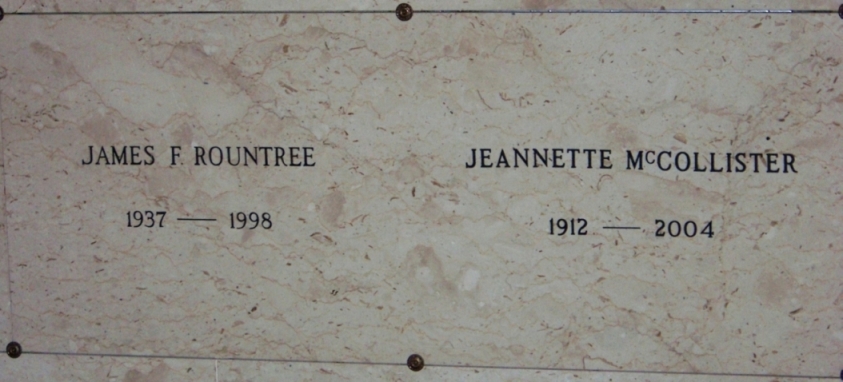 JAMES F. ROUNTREE
1937 — 1998
JEANNETTE McCOLLISTER
1912 — 2004